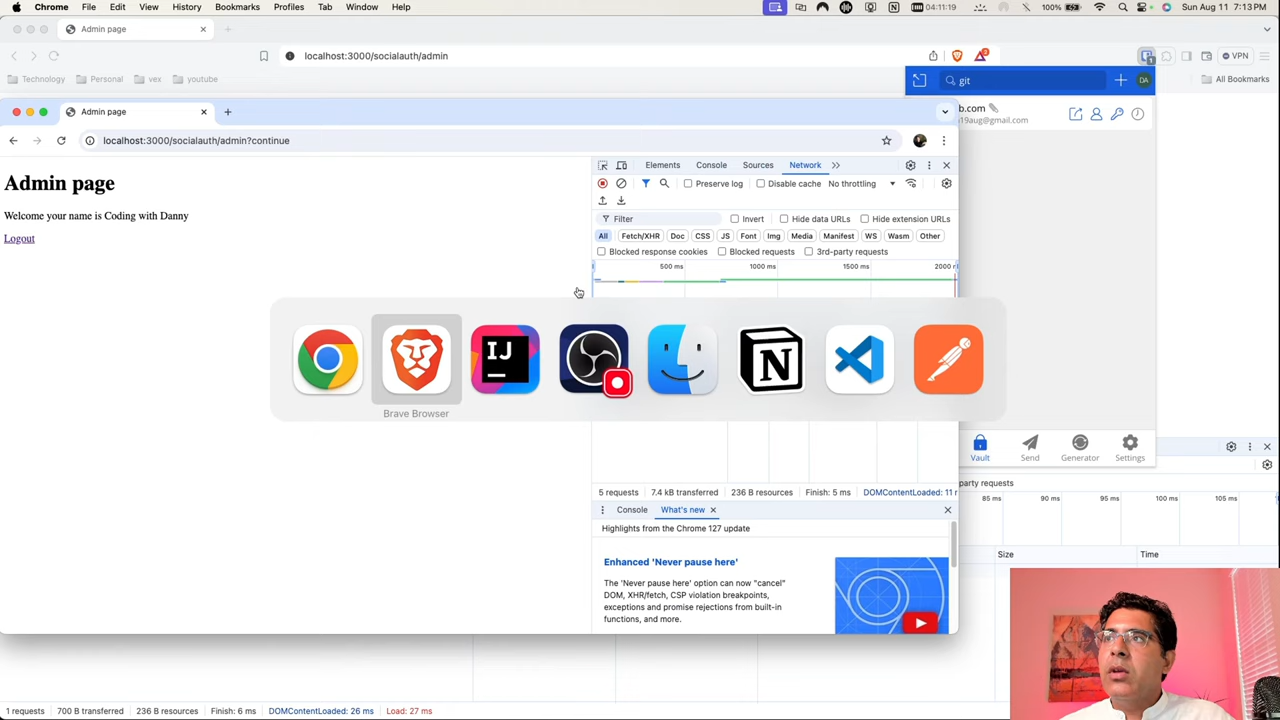 Chrome File Edit View History Bookmarks Profiles Tab Window Help
04:11:19
100%
Sun Aug 11 7:13 PM
Admin page
localhost:3000/socialauth/admin
VPN
Technology Personal vex youtube
All Bookmarks
git
b.com
19aug@gmail.com
DA
Admin page
localhost:3000/socialauth/admin?continue
Admin page
Welcome your name is Coding with Danny
Logout
Elements Console Sources Network
Preserve log Disable cache No throttling
Filter Invert Hide data URLs Hide extension URLs
All Fetch/XHR Doc CSS JS Font Img Media Manifest WS Wasm Other
Blocked response cookies Blocked requests 3rd-party requests
500 ms 1000 ms 1500 ms 2000
IJ
N
Brave Browser
Vault Send Generator Settings
party requests
85 ms 90 ms 95 ms 100 ms 105 ms
Size Time
5 requests 7.4 kB transferred 236 B resources Finish: 5 ms DOMContentLoaded: 11
Console What's new
Highlights from the Chrome 127 update
Enhanced 'Never pause here'
The 'Never pause here' option can now "cancel"
DOM, XHR/fetch, CSP violation breakpoints,
exceptions and promise rejections from built-in
functions, and more.
1 requests 700 B transferred 236 B resources Finish: 6 ms DOMContentLoaded: 26 ms Load: 27 ms